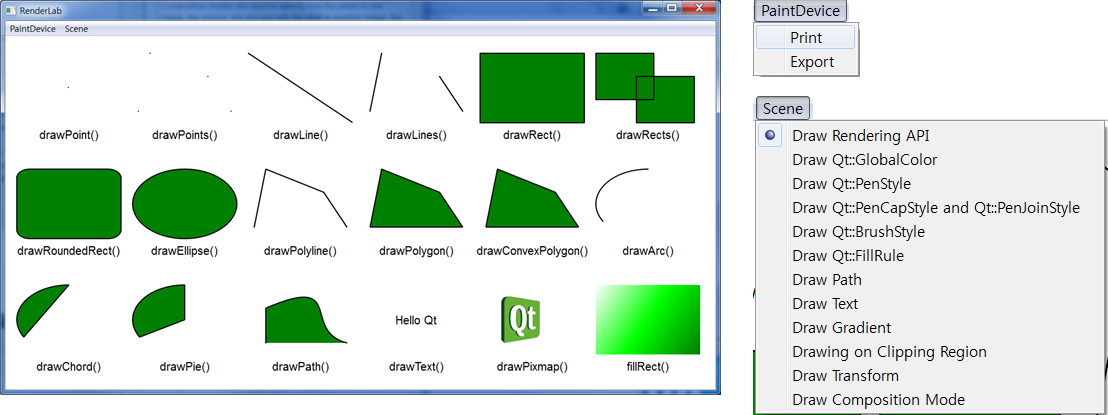 RenderLab
PaintDevice Scene
drawPoint() drawPoints() drawLine() drawLines() drawRect() drawRects()
drawRoundedRect() drawEllipse() drawPolyline() drawPolygon() drawConvexPolygon() drawArc()
Hello Qt
Qt
drawChord() drawPie() drawPath() drawText() drawPixmap() fillRect()
PaintDevice
Print
Export
Scene
Draw Rendering API
Draw Qt::GlobalColor
Draw Qt::PenStyle
Draw Qt::PenCapStyle and Qt::PenJoinStyle
Draw Qt::BrushStyle
Draw Qt::FillRule
Draw Path
Draw Text
Draw Gradient
Drawing on Clipping Region
Draw Transform
Draw Composition Mode